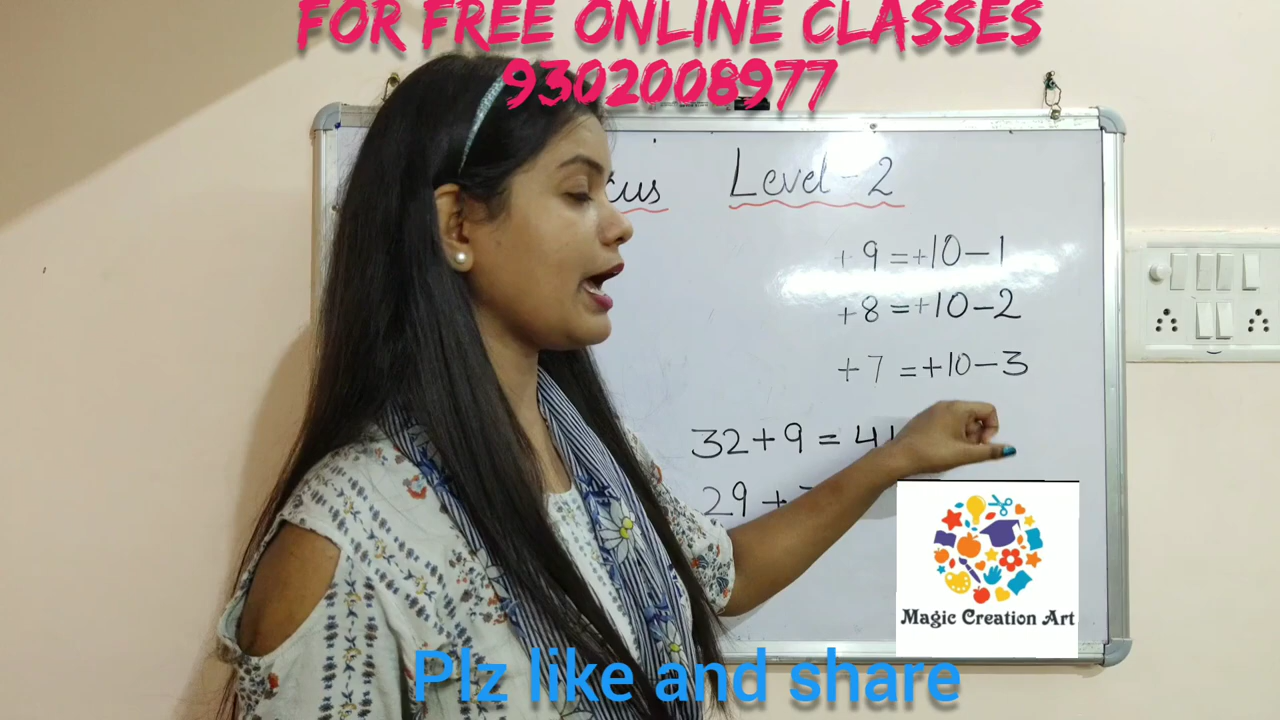 FOR FREE ONLINE CLASSES
9302008977
cus Level-2
+9=+10-1
+8=+10-2
+7=+10-3
32+9=41
29+
Magic Creation Art
Plz like and share